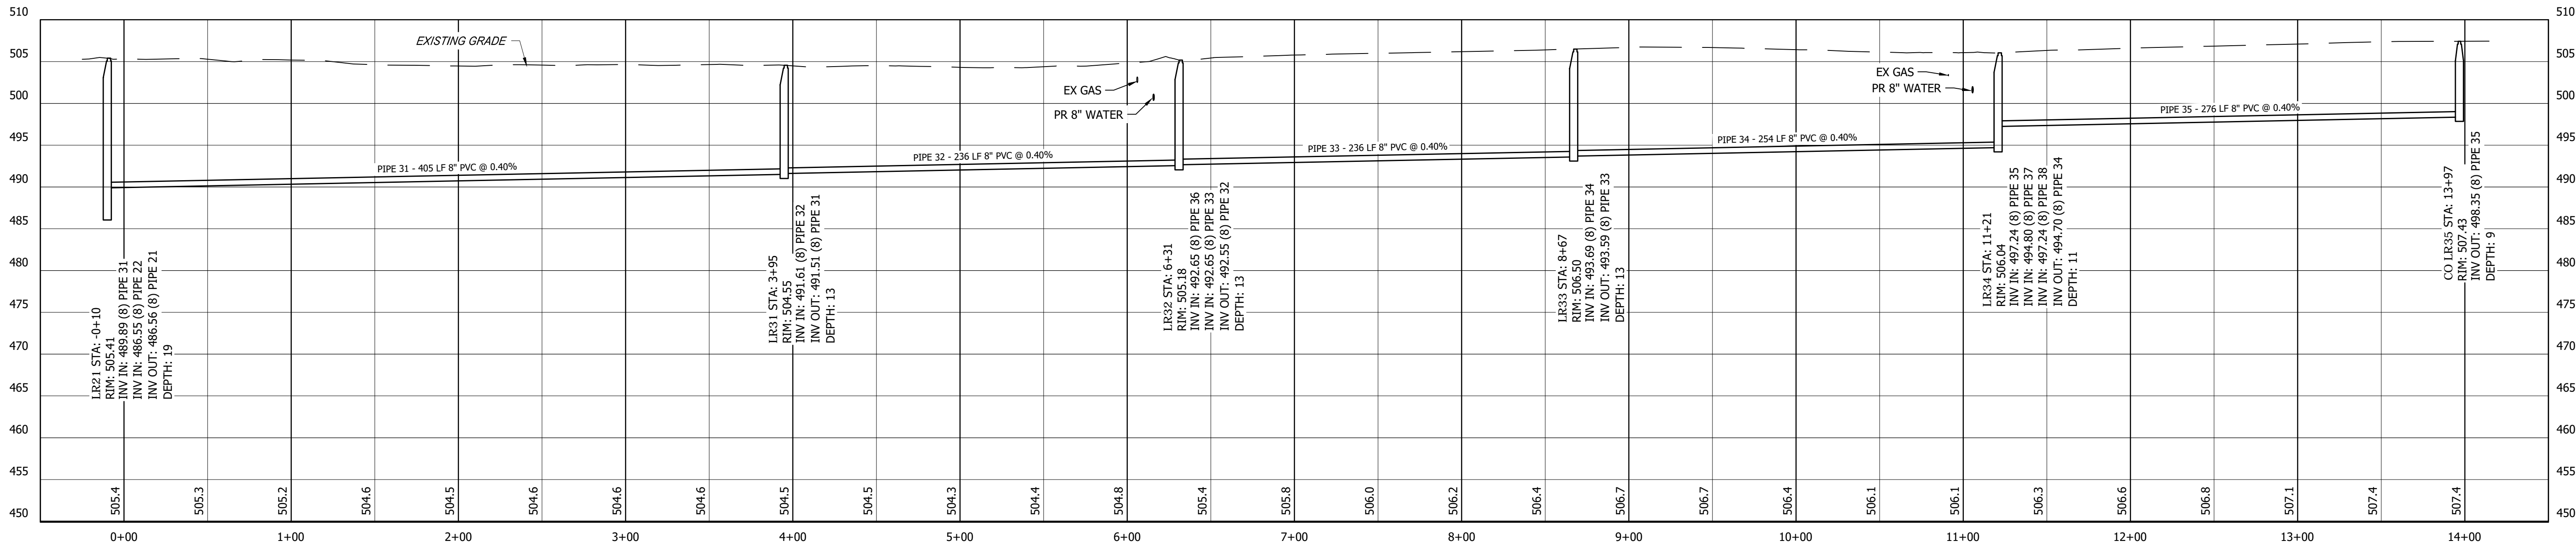 510
505
500
495
490
485
480
475
470
465
460
455
450
510
505
500
495
490
485
480
475
470
465
460
455
450
EXISTING GRADE
EX GAS
PR 8" WATER
EX GAS
PR 8" WATER
PIPE 31 - 405 LF 8" PVC @ 0.40%
PIPE 32 - 236 LF 8" PVC @ 0.40%
PIPE 33 - 236 LF 8" PVC @ 0.40%
PIPE 34 - 254 LF 8" PVC @ 0.40%
PIPE 35 - 276 LF 8" PVC @ 0.40%
LR21 STA: -0+10
RIM: 505.41
INV IN: 489.89 (8) PIPE 31
INV IN: 486.55 (8) PIPE 22
INV OUT: 486.56 (8) PIPE 21
DEPTH: 19
LR31 STA: 3+95
RIM: 504.55
INV IN: 491.61 (8) PIPE 32
INV OUT: 491.51 (8) PIPE 31
DEPTH: 13
LR32 STA: 6+31
RIM: 505.18
INV IN: 492.65 (8) PIPE 36
INV IN: 492.65 (8) PIPE 33
INV OUT: 492.55 (8) PIPE 32
DEPTH: 13
LR33 STA: 8+67
RIM: 506.50
INV IN: 493.69 (8) PIPE 34
INV OUT: 493.59 (8) PIPE 33
DEPTH: 13
LR34 STA: 11+21
RIM: 506.04
INV IN: 497.24 (8) PIPE 35
INV IN: 494.80 (8) PIPE 37
INV IN: 497.24 (8) PIPE 38
INV OUT: 494.70 (8) PIPE 34
DEPTH: 11
CO LR35 STA: 13+97
RIM: 507.43
INV OUT: 498.35 (8) PIPE 35
DEPTH: 9
505.4
505.3
505.2
504.6
504.5
504.6
504.6
504.6
504.5
504.5
504.3
504.4
504.8
505.4
505.8
506.0
506.2
506.4
506.7
506.7
506.4
506.1
506.1
506.3
506.6
506.8
507.1
507.4
507.4
0+00
1+00
2+00
3+00
4+00
5+00
6+00
7+00
8+00
9+00
10+00
11+00
12+00
13+00
14+00